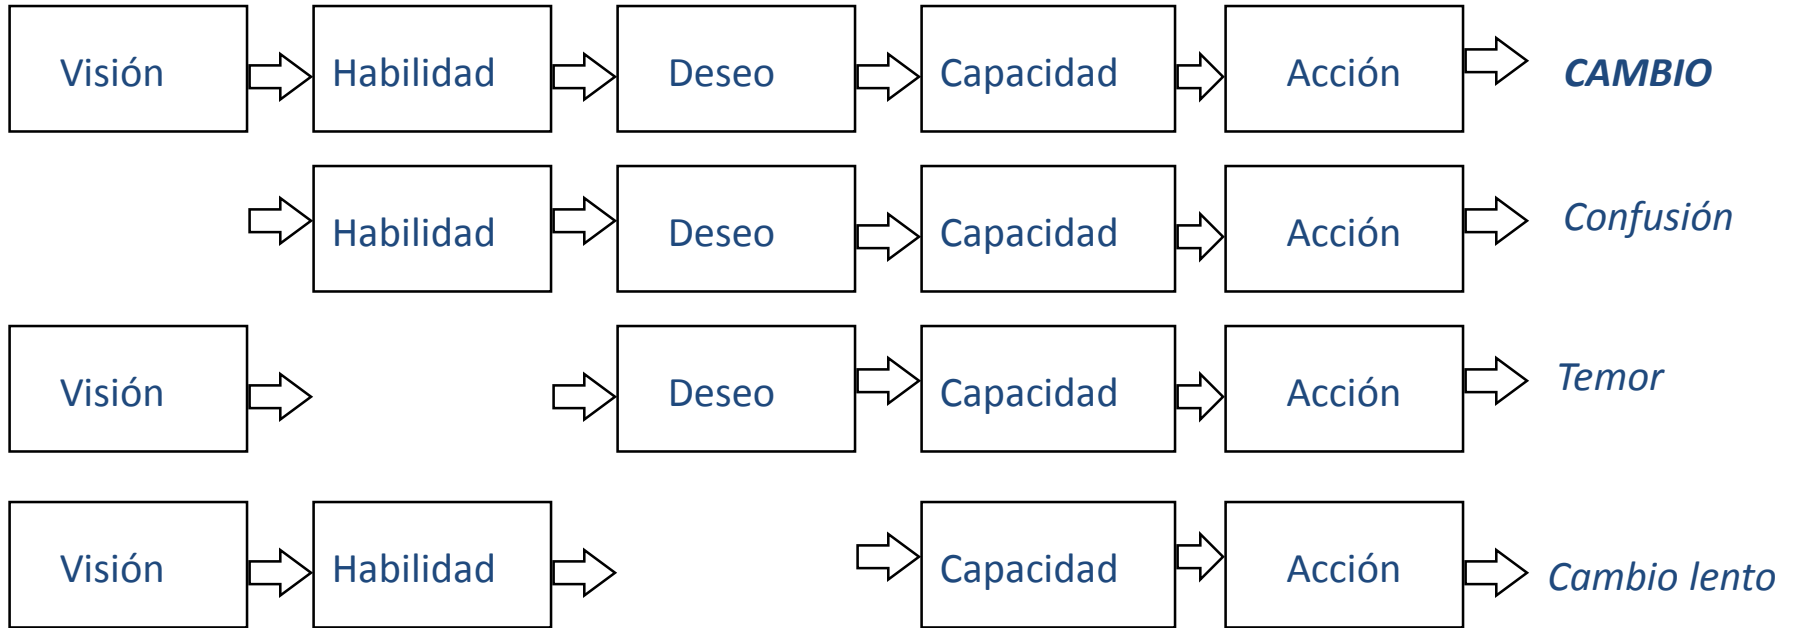 Visión Habilidad Deseo Capacidad Acción CAMBIO
Habilidad Deseo Capacidad Acción Confusión
Visión Deseo Capacidad Acción Temor
Visión Habilidad Capacidad Acción Cambio lento